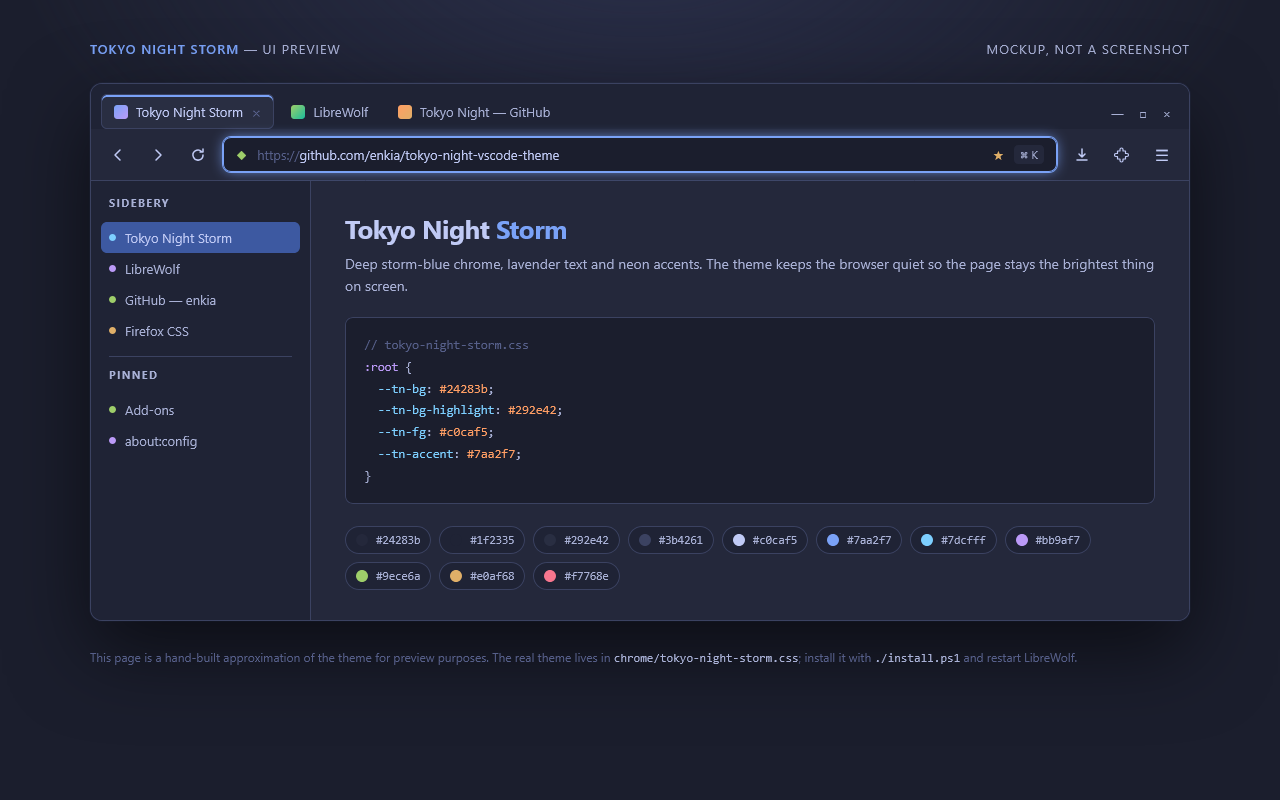 TOKYO NIGHT STORM — UI PREVIEW
MOCKUP, NOT A SCREENSHOT
Tokyo Night Storm ×
LibreWolf
Tokyo Night — GitHub
https://github.com/enkia/tokyo-night-vscode-theme
⌘ K
SIDEBERY
Tokyo Night Storm
LibreWolf
GitHub — enkia
Firefox CSS
PINNED
Add-ons
about:config
Tokyo Night Storm
Deep storm-blue chrome, lavender text and neon accents. The theme keeps the browser quiet so the page stays the brightest thing
on screen.
// tokyo-night-storm.css
:root {
--tn-bg: #24283b;
--tn-bg-highlight: #292e42;
--tn-fg: #c0caf5;
--tn-accent: #7aa2f7;
}
#24283b #1f2335 #292e42 #3b4261 #c0caf5 #7aa2f7 #7dcfff #bb9af7
#9ece6a #e0af68 #f7768e
This page is a hand-built approximation of the theme for preview purposes. The real theme lives in chrome/tokyo-night-storm.css; install it with ./install.ps1 and restart LibreWolf.